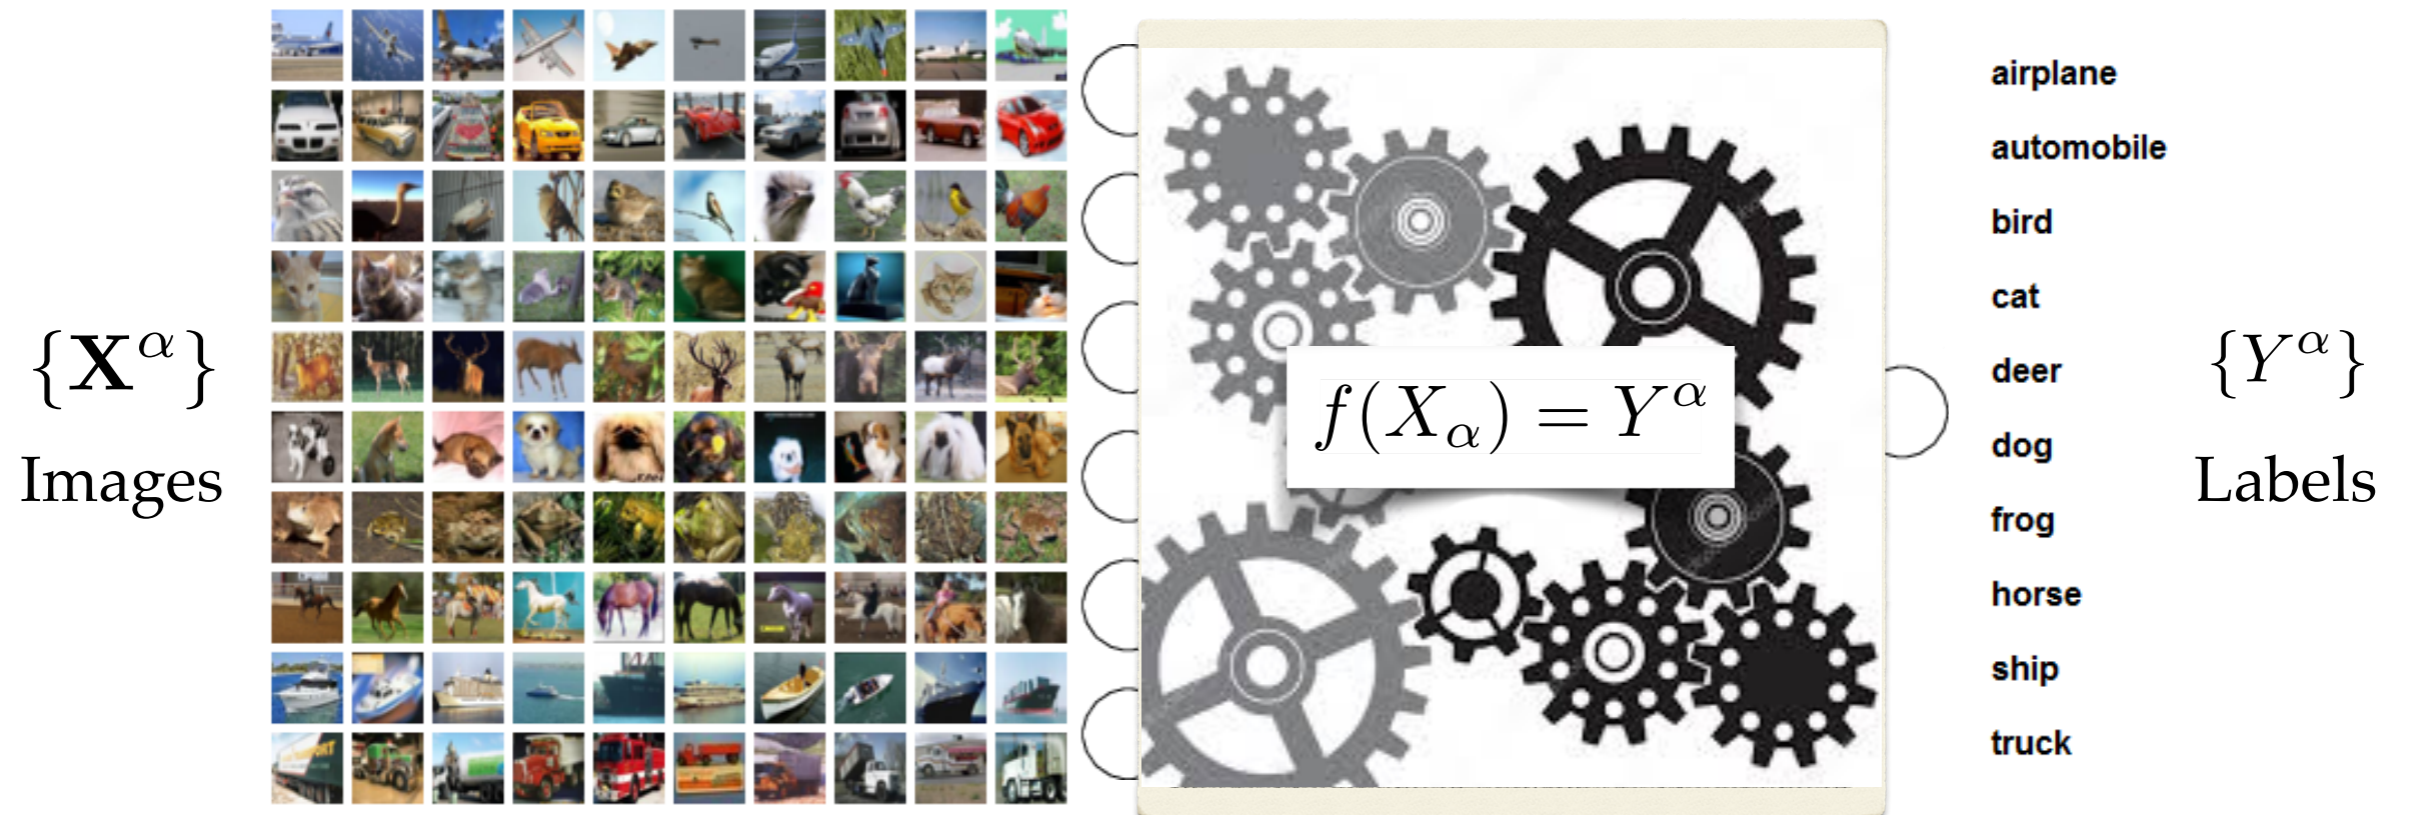 {X^α}
Images
f(X_α) = Y^α
airplane
automobile
bird
cat
deer
dog
frog
horse
ship
truck
{Y^α}
Labels